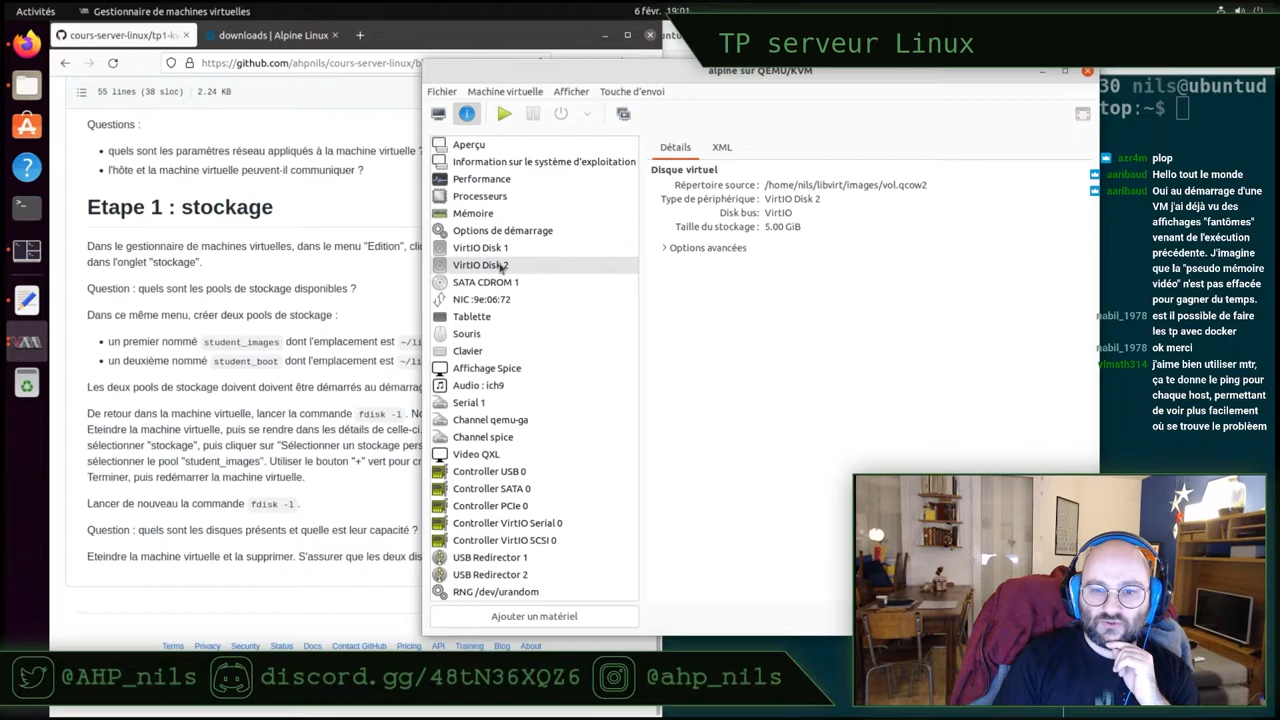 Activités
Gestionnaire de machines virtuelles
6 févr. 19:01
TP serveur Linux
cours-server-linux/tp1-kv
downloads | Alpine Linux
https://github.com/ahpnils/cours-server-linux/b
55 lines (38 sloc)
2.24 KB
Questions :
quels sont les paramètres réseau appliqués à la machine virtuelle ?
l'hôte et la machine virtuelle peuvent-il communiquer ?
Etape 1 : stockage
Dans le gestionnaire de machines virtuelles, dans le menu "Edition", cli
dans l'onglet "stockage".
Question : quels sont les pools de stockage disponibles ?
Dans ce même menu, créer deux pools de stockage :
un premier nommé student_images dont l'emplacement est ~/li
un deuxième nommé student_boot dont l'emplacement est ~/li
Les deux pools de stockage doivent doivent être démarrés au démarrag
De retour dans la machine virtuelle, lancer la commande fdisk -l. No
Eteindre la machine virtuelle, puis se rendre dans les détails de celle-ci.
sélectionner "stockage", puis cliquer sur "Sélectionner un stockage pers
sélectionner le pool "student_images". Utiliser le bouton "+" vert pour cr
Terminer, puis redémarrer la machine virtuelle.
Lancer de nouveau la commande fdisk -l.
Question : quels sont les disques présents et quelle est leur capacité ?
Eteindre la machine virtuelle et la supprimer. S'assurer que les deux dis
Terms
Privacy
Security
Status
Docs
Contact GitHub
Pricing
API
Training
Blog
About
alpine sur QEMU/KVM
Fichier
Machine virtuelle
Afficher
Touche d'envoi
Aperçu
Information sur le système d'exploitation
Performance
Processeurs
Mémoire
Options de démarrage
VirtIO Disk 1
VirtIO Disk 2
SATA CDROM 1
NIC :9e:06:72
Tablette
Souris
Clavier
Affichage Spice
Audio : ich9
Serial 1
Channel qemu-ga
Channel spice
Video QXL
Controller USB 0
Controller SATA 0
Controller PCIe 0
Controller VirtIO Serial 0
Controller VirtIO SCSI 0
USB Redirector 1
USB Redirector 2
RNG /dev/urandom
Ajouter un matériel
Détails
XML
Disque virtuel
Répertoire source : /home/nils/libvirt/images/vol.qcow2
Type de périphérique : VirtIO Disk 2
Disk bus: VirtIO
Taille du stockage : 5.00 GiB
Options avancées
30 nils@ubuntud
top:~$
azr4m plop
aaribaud Hello tout le monde
aaribaud Oui au démarrage d'une
VM j'ai déjà vu des
affichages "fantômes"
venant de l'exécution
précédente. J'imagine
que la "pseudo mémoire
vidéo" n'est pas effacée
pour gagner du temps.
nabil_1978 est il possible de faire
les tp avec docker
nabil_1978 ok merci
ylmath314 j'aime bien utiliser mtr,
ça te donne le ping pour
chaque host, permettant
de voir plus facilement
où se trouve le problèem
@AHP_nils
discord.gg/48tN36XQZ6
@ahp_nils